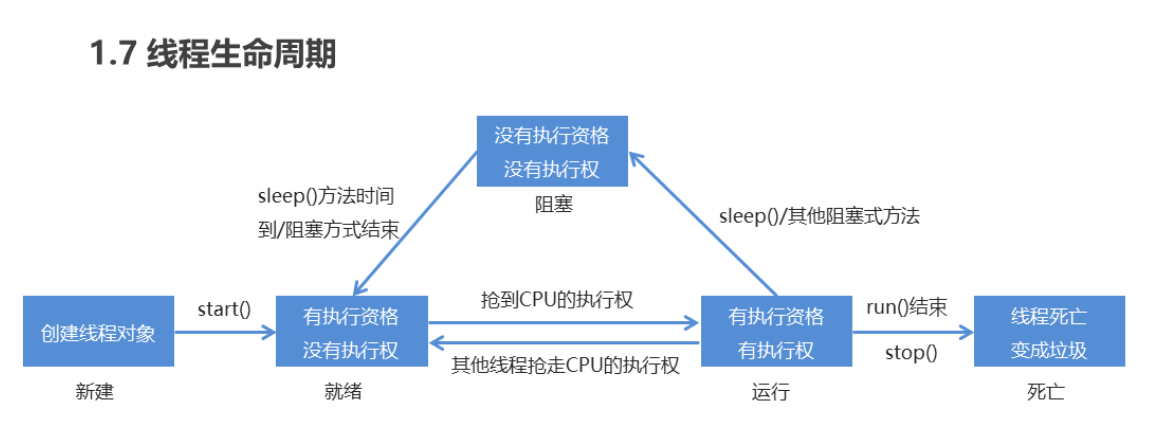 1.7 线程生命周期
没有执行资格
没有执行权
阻塞
sleep()方法时间
到/阻塞方式结束
sleep()/其他阻塞式方法
创建线程对象
新建
start()
有执行资格
没有执行权
就绪
抢到CPU的执行权
其他线程抢走CPU的执行权
有执行资格
有执行权
运行
run()结束
stop()
线程死亡
变成垃圾
死亡